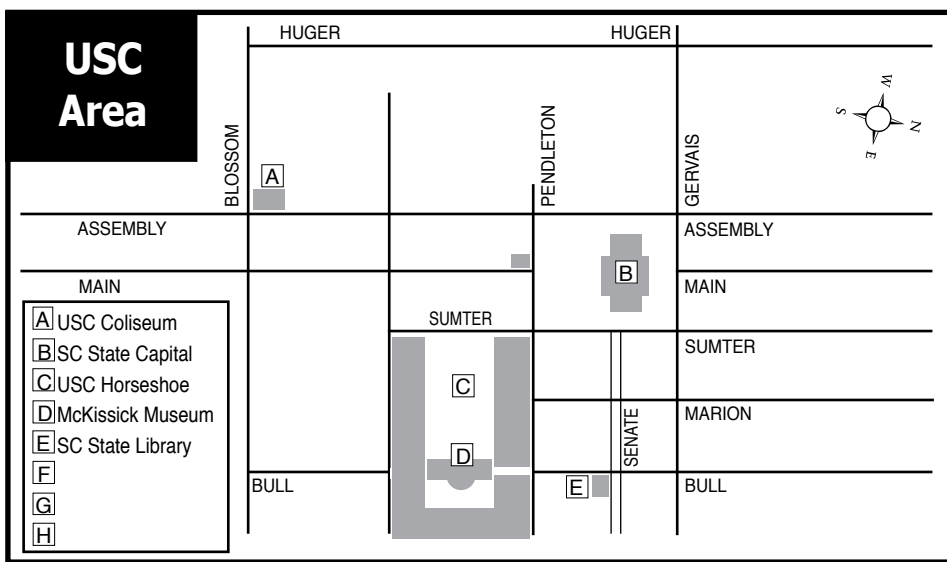 USC
Area
HUGER
HUGER
BLOSSOM
PENDLETON
GERVAIS
W
S
N
E
A
ASSEMBLY
ASSEMBLY
B
MAIN
MAIN
SUMTER
SUMTER
C
MARION
SENATE
D
BULL
E
BULL
A USC Coliseum
B SC State Capital
C USC Horseshoe
D McKissick Museum
E SC State Library
F
G
H